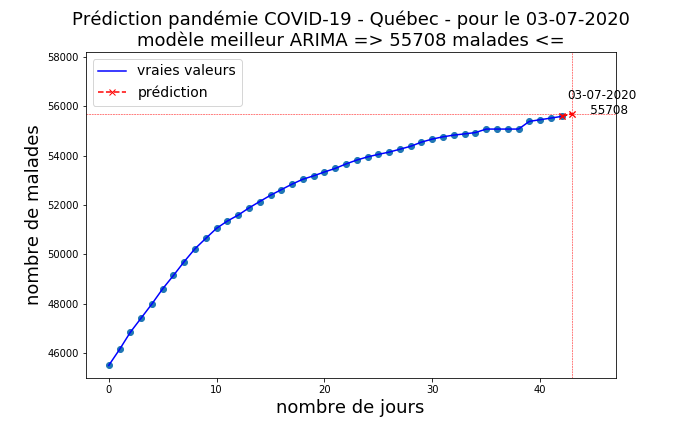 Prédiction pandémie COVID-19 - Québec - pour le 03-07-2020
modèle meilleur ARIMA => 55708 malades <=
vraies valeurs
prédiction
03-07-2020
55708
58000
56000
54000
52000
50000
48000
46000
nombre de malades
0 10 20 30 40
nombre de jours